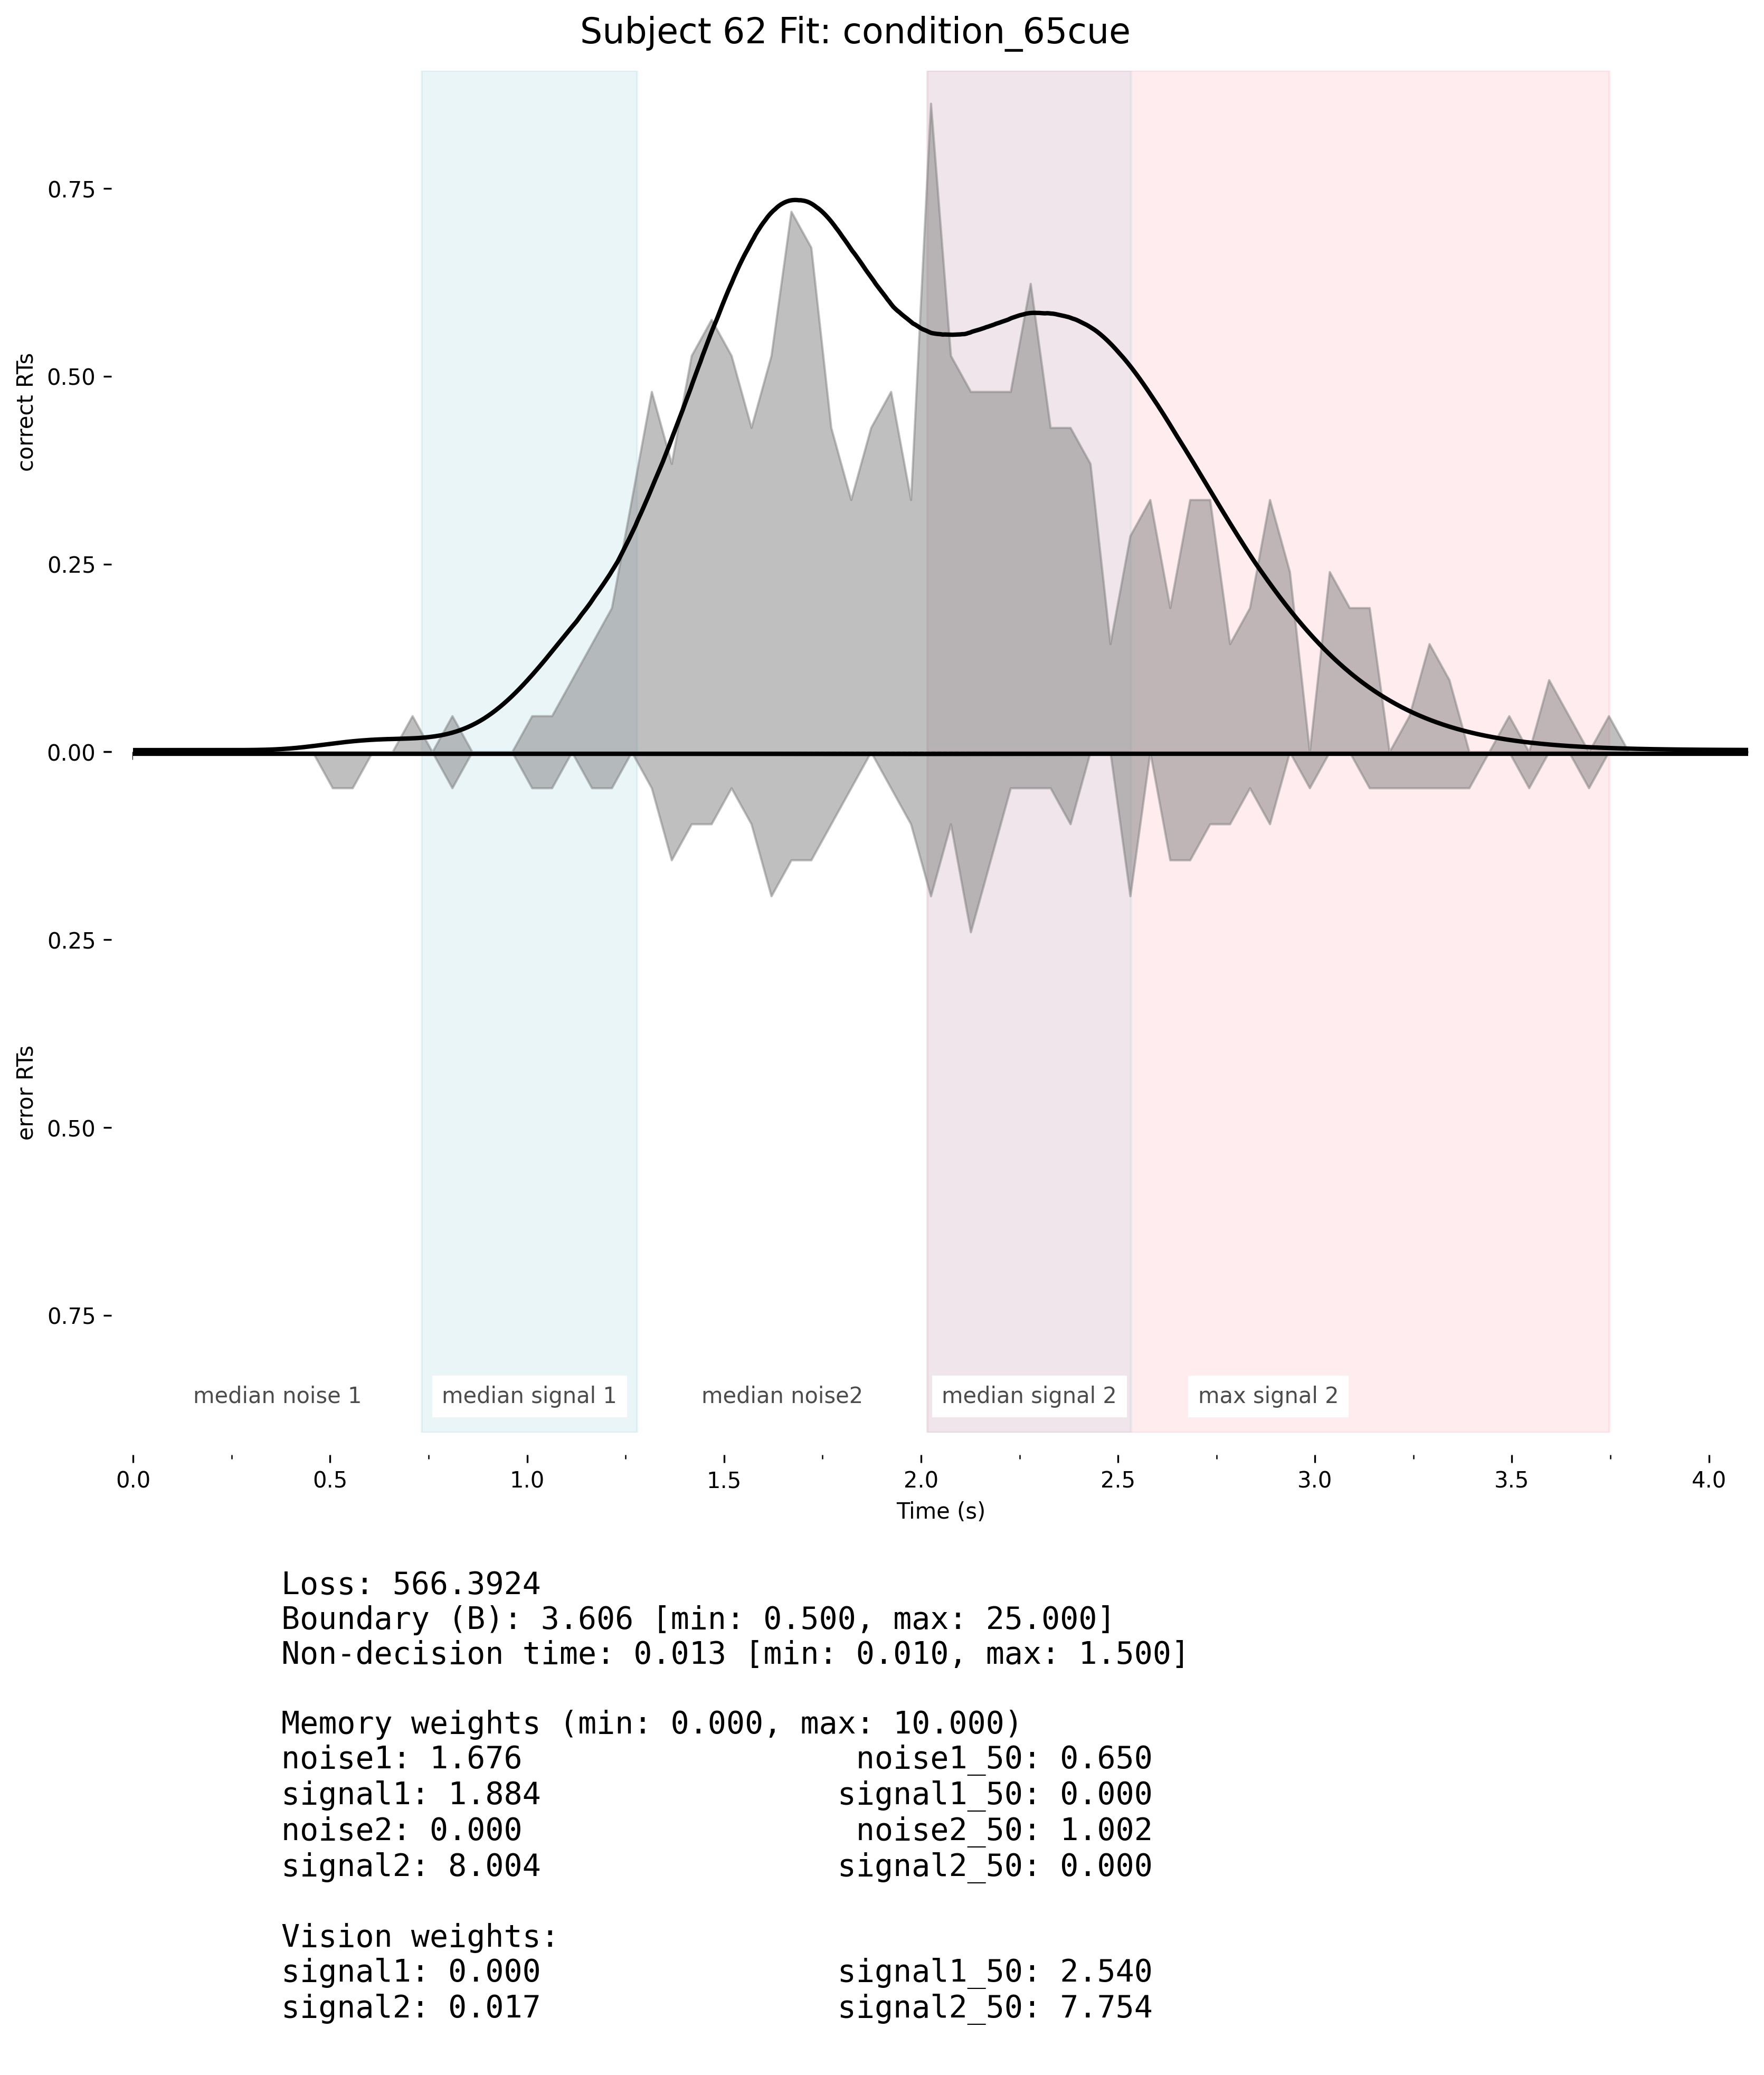 Subject 62 Fit: condition_65cue
0.75
0.50
0.25
0.00
0.25
0.50
0.75
correct RTs
error RTs
median noise 1
median signal 1
median noise2
median signal 2
max signal 2
0.0 0.5 1.0 1.5 2.0 2.5 3.0 3.5 4.0
Time (s)
Loss: 566.3924
Boundary (B): 3.606 [min: 0.500, max: 25.000]
Non-decision time: 0.013 [min: 0.010, max: 1.500]
Memory weights (min: 0.000, max: 10.000)
noise1: 1.676 noise1_50: 0.650
signal1: 1.884 signal1_50: 0.000
noise2: 0.000 noise2_50: 1.002
signal2: 8.004 signal2_50: 0.000
Vision weights:
signal1: 0.000 signal1_50: 2.540
signal2: 0.017 signal2_50: 7.754